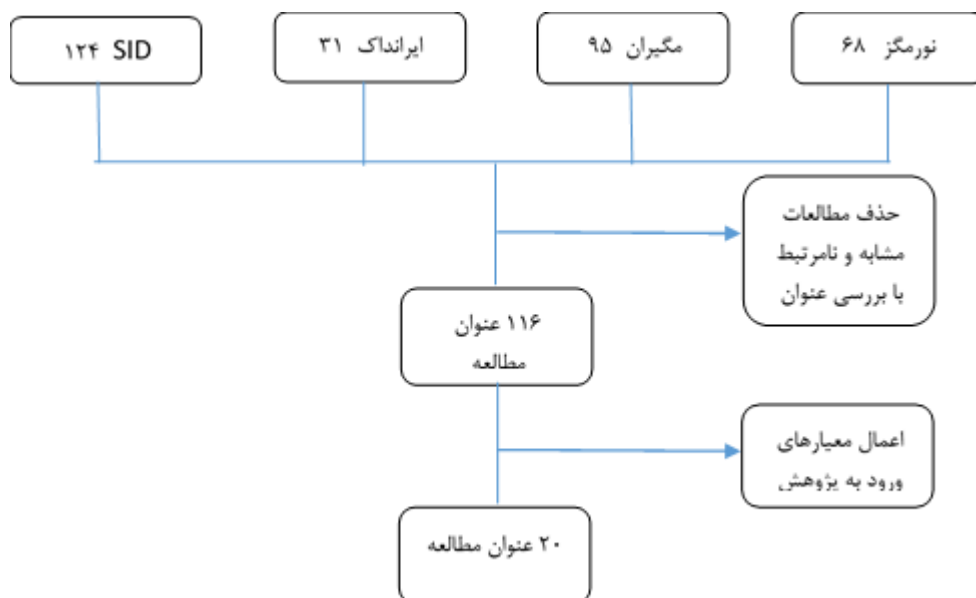 نورمگز ۶۸
مگیران ۹۵
ایرانداک ۳۱
SID ۱۲۴
حذف مطالعات
مشابه و نامرتبط
با بررسی عنوان
۱۱۶ عنوان
مطالعه
اعمال معیارهای
ورود به پژوهش
۲۰ عنوان مطالعه